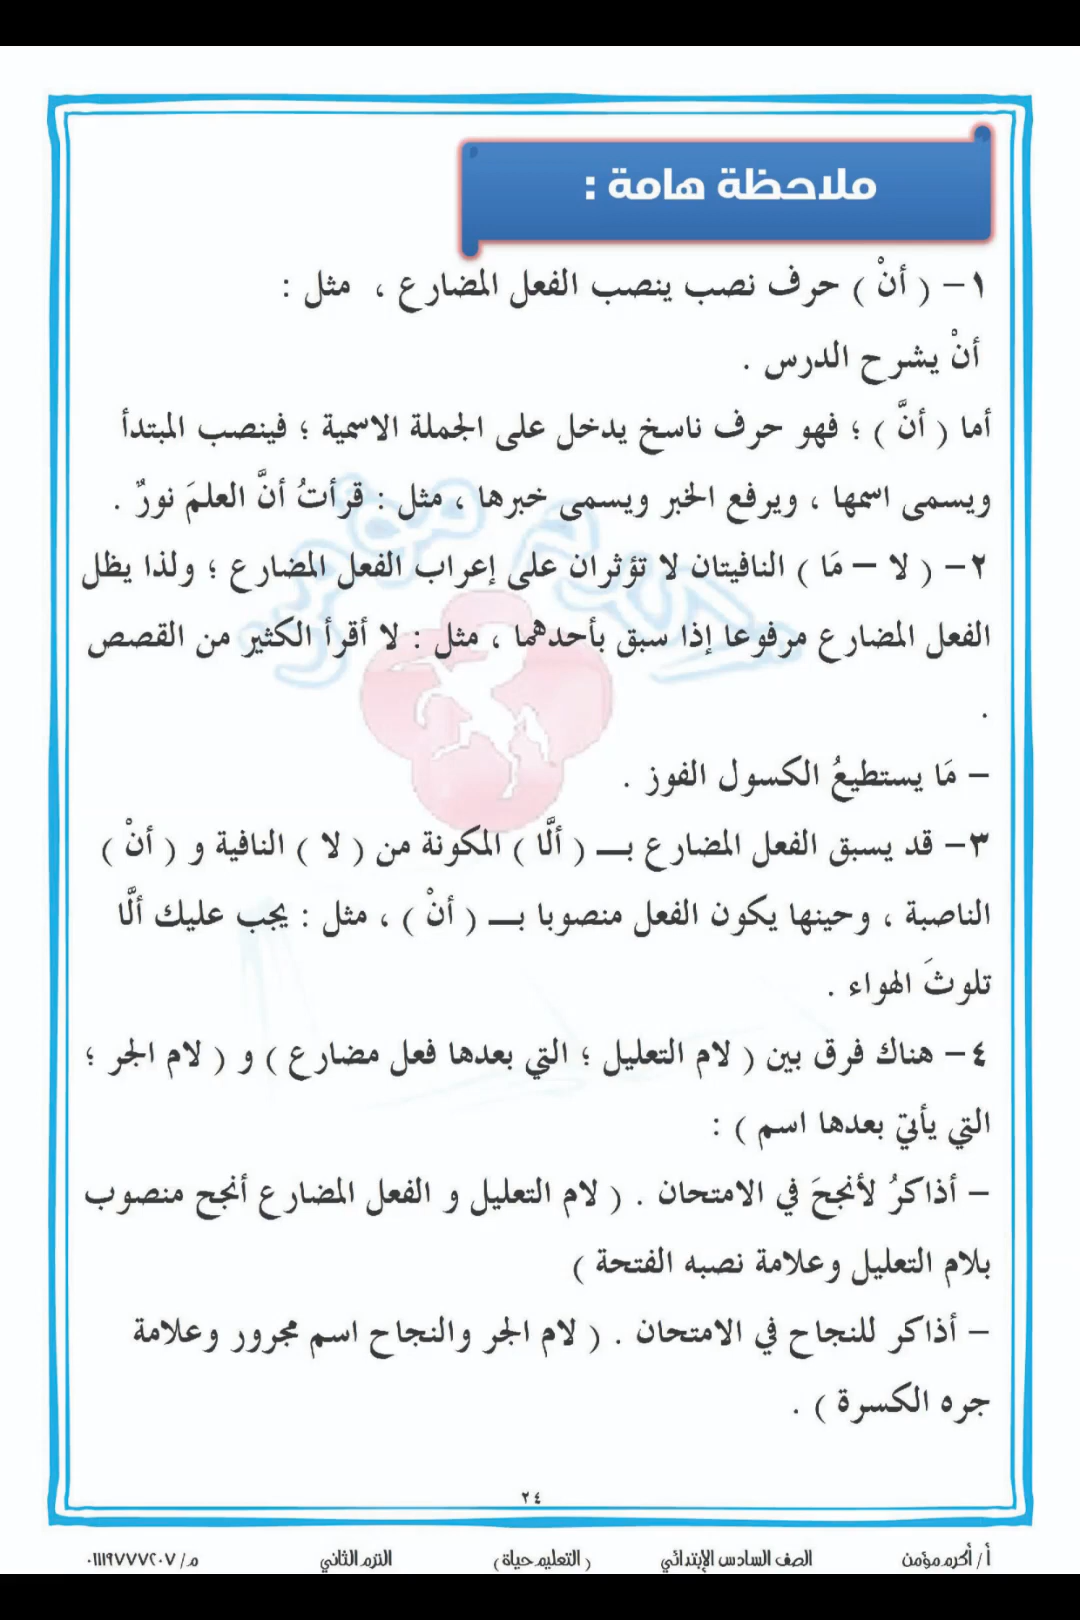 ملاحظة هامة :
١– ( أنْ ) حرف نصب ينصب الفعل المضارع ، مثل :
أنْ يشرح الدرس .
أما ( أنَّ ) ؛ فهو حرف ناسخ يدخل على الجملة الاسمية ؛ فينصب المبتدأ
ويسمى اسمها ، ويرفع الخبر ويسمى خبرها ، مثل : قرأتُ أنَّ العلمَ نورٌ .
٢– ( لا – مَا ) النافيتان لا تؤثران على إعراب الفعل المضارع ؛ ولذا يظل
الفعل المضارع مرفوعا إذا سبق بأحدهما ، مثل : لا أقرأ الكثير من القصص
.
– مَا يستطيعُ الكسول الفوز .
٣– قد يسبق الفعل المضارع بـــ ( ألَّا ) المكونة من ( لا ) النافية و ( أنْ )
الناصبة ، وحينها يكون الفعل منصوبا بـــ ( أنْ ) ، مثل : يجب عليك ألَّا
تلوثَ الهواء .
٤– هناك فرق بين ( لام التعليل ؛ التي بعدها فعل مضارع ) و ( لام الجر ؛
التي يأتي بعدها اسم ) :
– أذاكرُ لأنجحَ في الامتحان . ( لام التعليل و الفعل المضارع أنجح منصوب
بلام التعليل وعلامة نصبه الفتحة )
– أذاكر للنجاح في الامتحان . ( لام الجر والنجاح اسم مجرور وعلامة
جره الكسرة ) .
٢٤
أ / أكرم مؤمن الصف السادس الإبتدائي ( التعليم حياة ) الترم الثاني م / ٠١١١٩٧٧٧٢٠٧